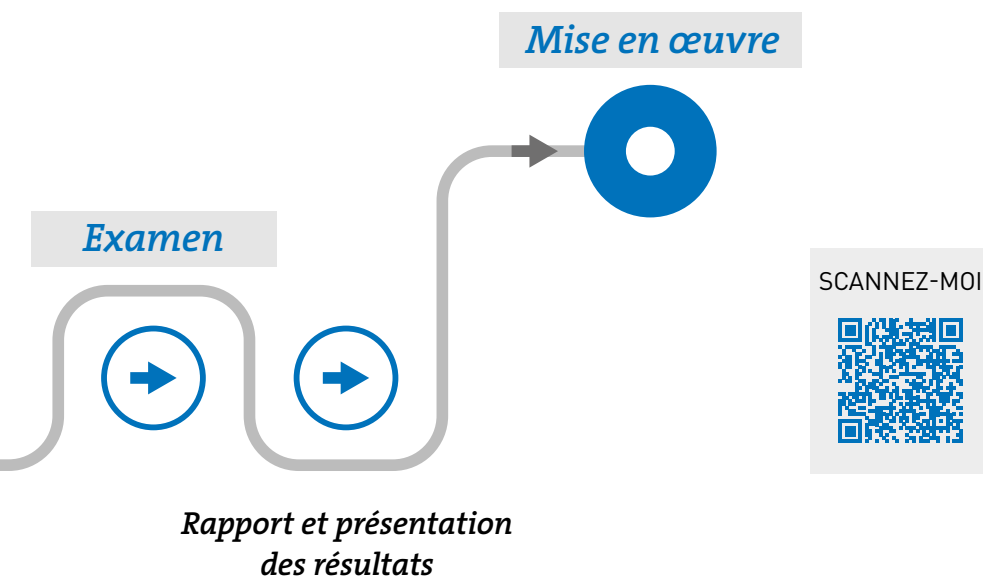 Mise en œuvre
Examen
SCANNEZ-MOI
Rapport et présentation
des résultats